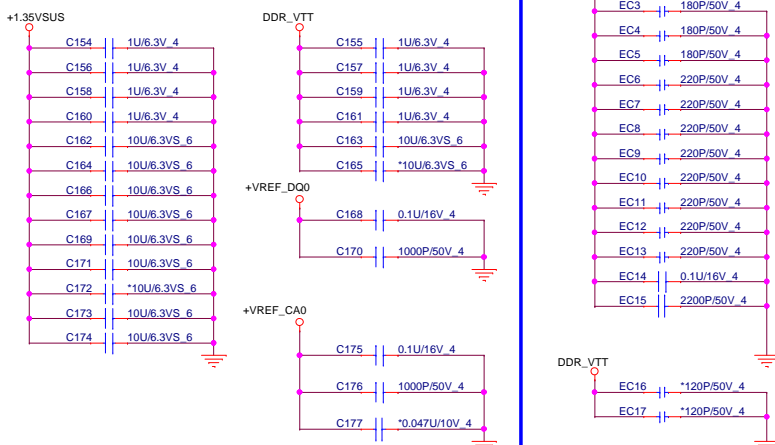 +1.35VSUS
C154 1U/6.3V_4
C156 1U/6.3V_4
C158 1U/6.3V_4
C160 1U/6.3V_4
C162 10U/6.3VS_6
C164 10U/6.3VS_6
C166 10U/6.3VS_6
C167 10U/6.3VS_6
C169 10U/6.3VS_6
C171 10U/6.3VS_6
C172 *10U/6.3VS_6
C173 10U/6.3VS_6
C174 10U/6.3VS_6
DDR_VTT
C155 1U/6.3V_4
C157 1U/6.3V_4
C159 1U/6.3V_4
C161 1U/6.3V_4
C163 10U/6.3VS_6
C165 *10U/6.3VS_6
+VREF_DQ0
C168 0.1U/16V_4
C170 1000P/50V_4
+VREF_CA0
C175 0.1U/16V_4
C176 1000P/50V_4
C177 *0.047U/10V_4
EC3 180P/50V_4
EC4 180P/50V_4
EC5 180P/50V_4
EC6 220P/50V_4
EC7 220P/50V_4
EC8 220P/50V_4
EC9 220P/50V_4
EC10 220P/50V_4
EC11 220P/50V_4
EC12 220P/50V_4
EC13 220P/50V_4
EC14 0.1U/16V_4
EC15 2200P/50V_4
DDR_VTT
EC16 *120P/50V_4
EC17 *120P/50V_4